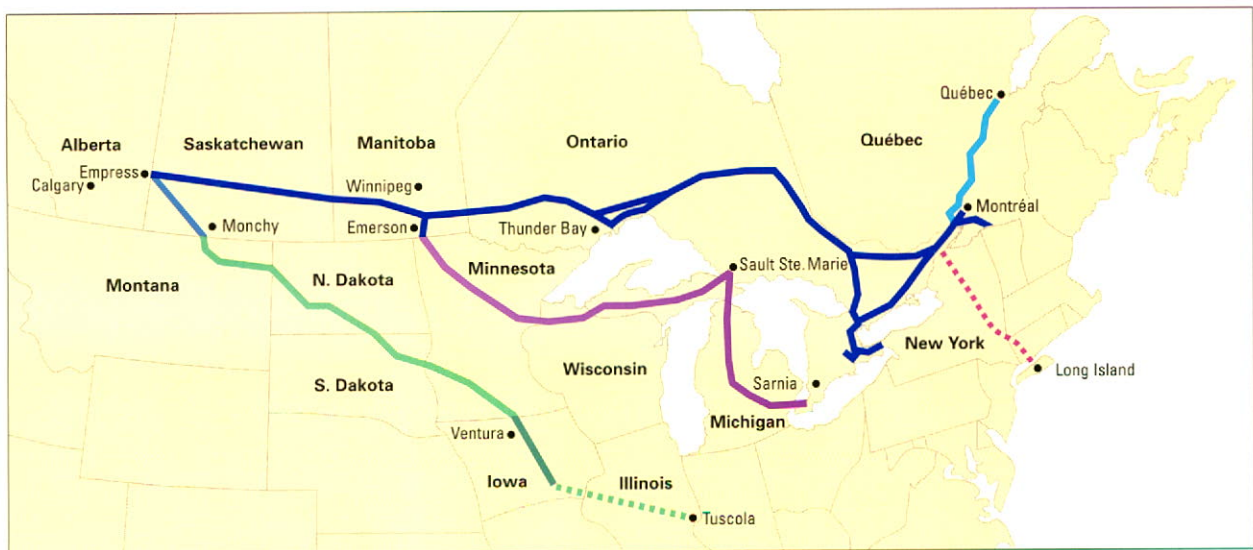 Québec
Alberta
Saskatchewan
Manitoba
Ontario
Québec
Empress
Calgary
Winnipeg
Montréal
Monchy
Emerson
Thunder Bay
Minnesota
Sault Ste. Marie
Montana
N. Dakota
New York
Wisconsin
Long Island
S. Dakota
Sarnia
Michigan
Ventura
Iowa
Illinois
Tuscola